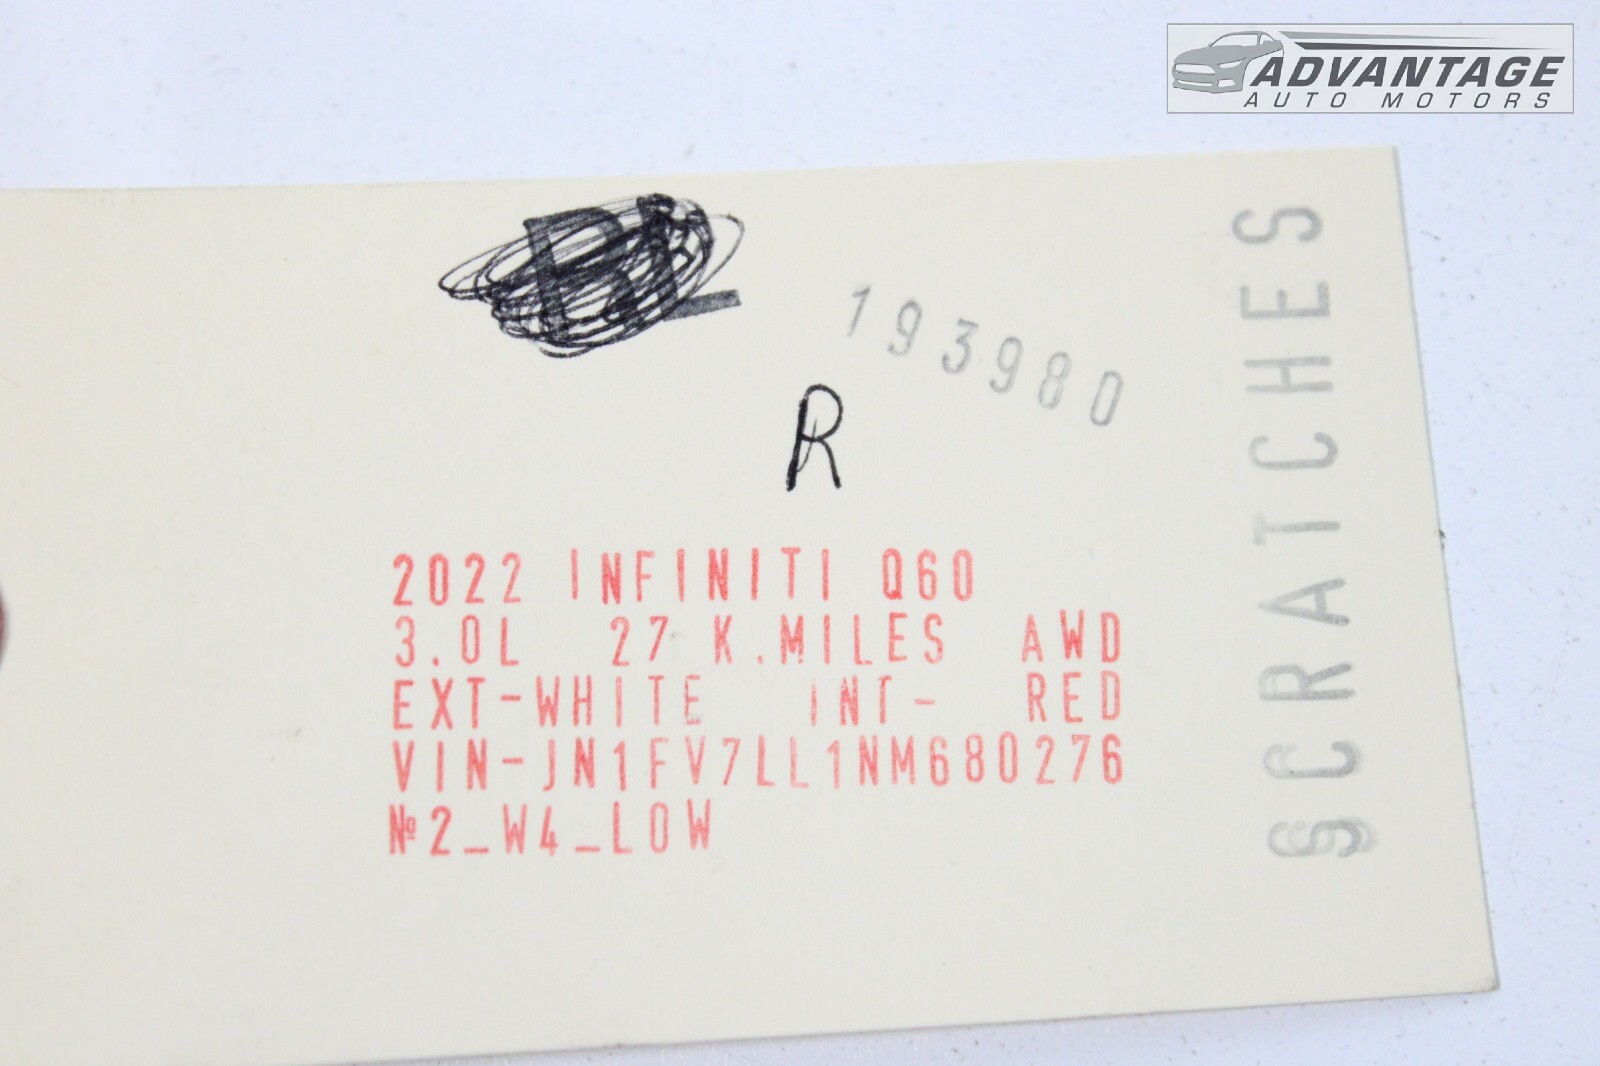 ADVANTAGE
AUTO MOTORS
193980
R
2022 INFINITI Q60
3.0L 27 K.MILES AWD
EXT-WHITE INT- RED
VIN-JN1FV7LL1NM680276
№2_W4_LOW
SCRATCHES